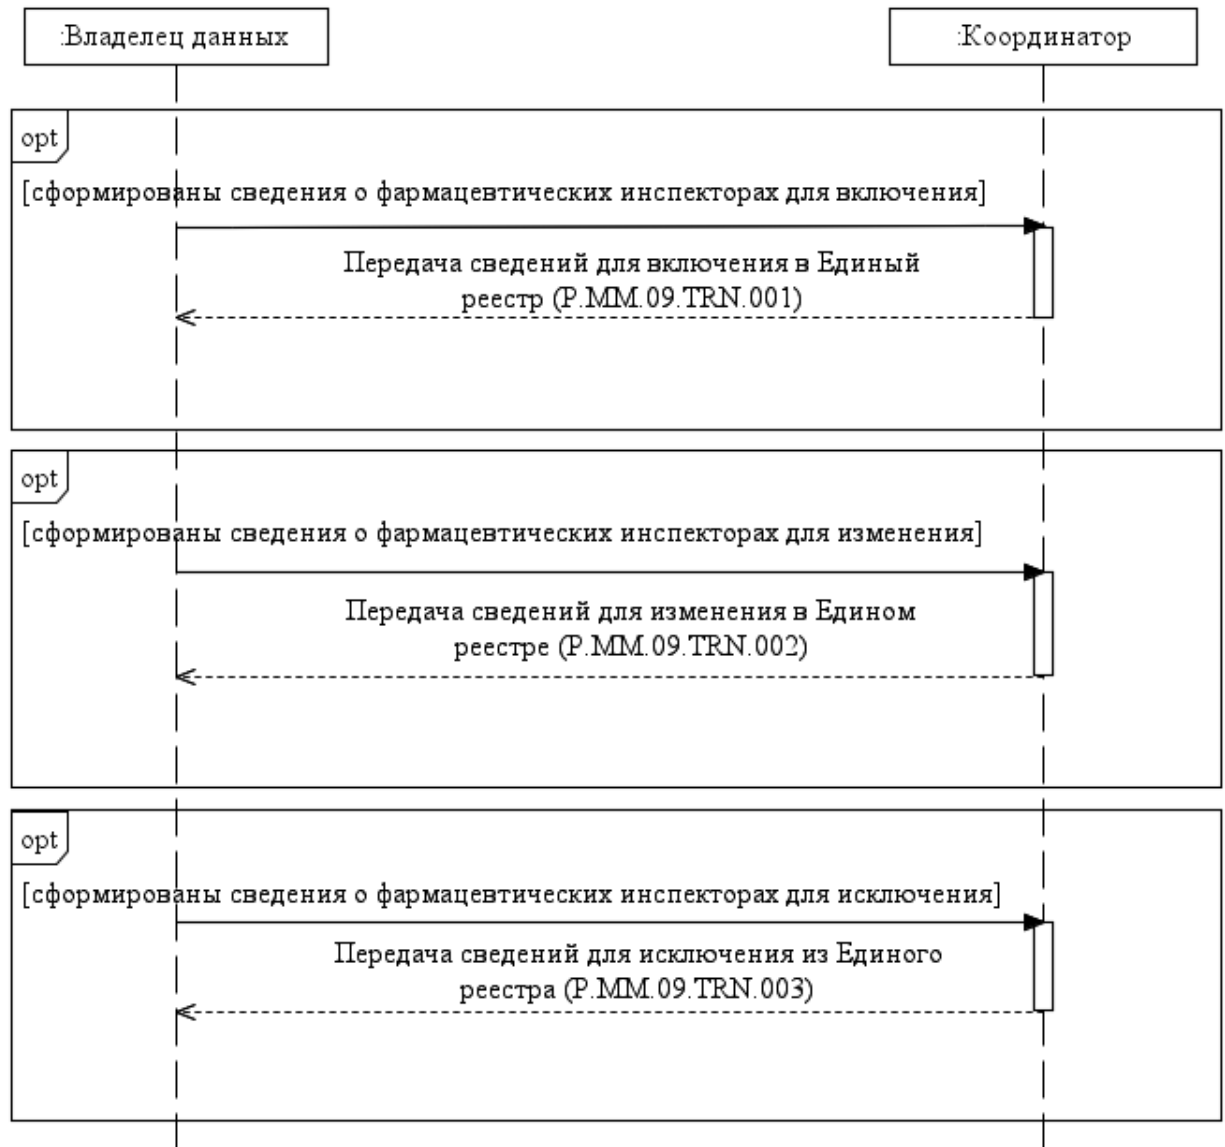 :Владелец данных
:Координатор
opt
[сформированы сведения о фармацевтических инспекторах для включения]
Передача сведений для включения в Единый
реестр (P.MM.09.TRN.001)
opt
[сформированы сведения о фармацевтических инспекторах для изменения]
Передача сведений для изменения в Едином
реестре (P.MM.09.TRN.002)
opt
[сформированы сведения о фармацевтических инспекторах для исключения]
Передача сведений для исключения из Единого
реестра (P.MM.09.TRN.003)